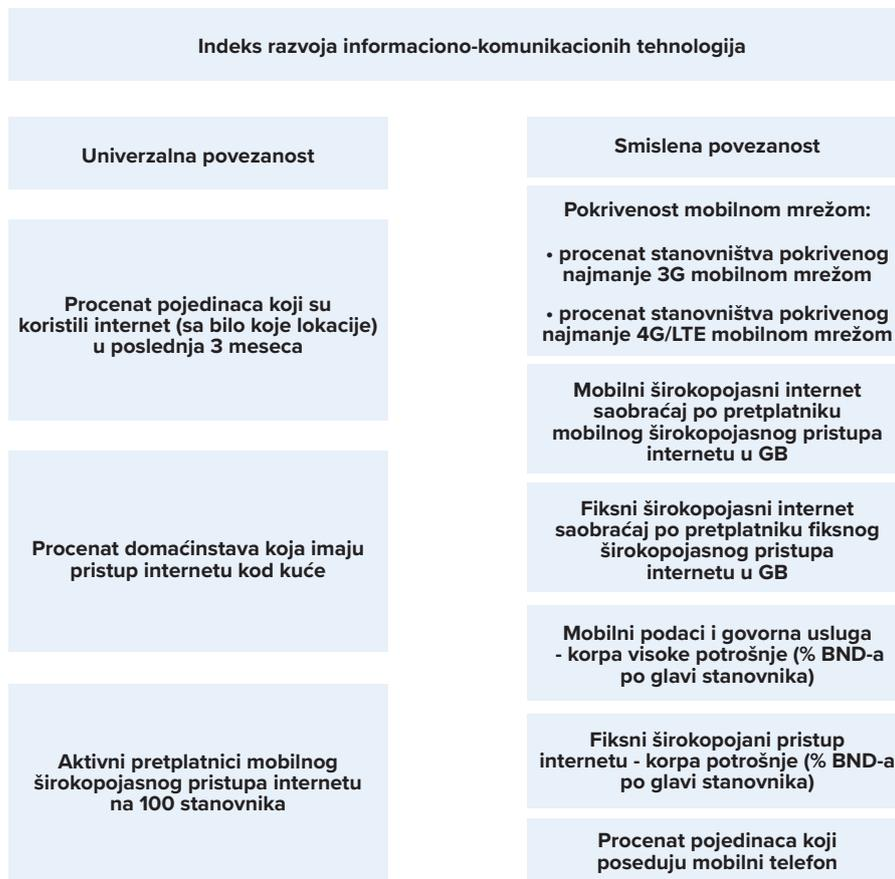 Indeks razvoja informaciono-komunikacionih tehnologija
Univerzalna povezanost
Procenat pojedinaca koji su
koristili internet (sa bilo koje lokacije)
u poslednja 3 meseca
Procenat domaćinstava koja imaju
pristup internetu kod kuće
Aktivni pretplatnici mobilnog
širokopojasnog pristupa internetu
na 100 stanovnika
Smislena povezanost
Pokrivenost mobilnom mrežom:
• procenat stanovništva pokrivenog
najmanje 3G mobilnom mrežom
• procenat stanovništva pokrivenog
najmanje 4G/LTE mobilnom mrežom
Mobilni širokopojasni internet
saobraćaj po pretplatniku
mobilnog širokopojasnog pristupa
internetu u GB
Fiksni širokopojasni internet
saobraćaj po pretplatniku fiksnog
širokopojasnog pristupa
internetu u GB
Mobilni podaci i govorna usluga
- korpa visoke potrošnje (% BND-a
po glavi stanovnika)
Fiksni širokopojani pristup
internetu - korpa potrošnje (% BND-a
po glavi stanovnika)
Procenat pojedinaca koji
poseduju mobilni telefon